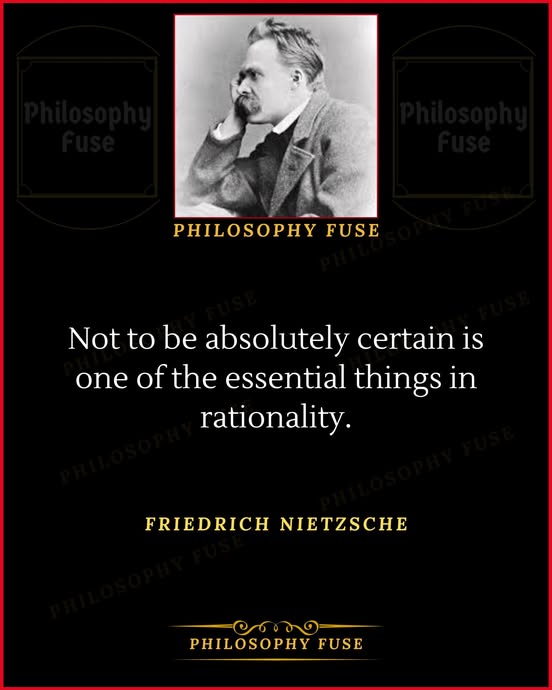 Philosophy
Fuse
Philosophy
Fuse
PHILOSOPHY FUSE
PHILOSOPHY FUSE
PHILOSOPHY FUSE
PHILOSOPHY FUSE
Not to be absolutely certain is
one of the essential things in
rationality.
PHILOSOPHY FUSE
PHILOSOPHY FUSE
FRIEDRICH NIETZSCHE
PHILOSOPHY FUSE
PHILOSOPHY FUSE